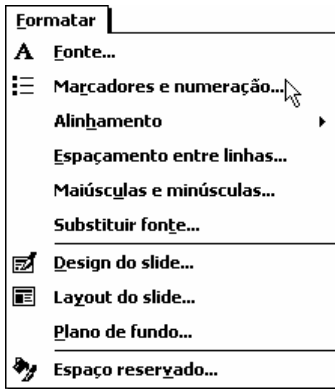 Formatar
Fonte...
Marcadores e numeração...
Alinhamento
Espaçamento entre linhas...
Maiúsculas e minúsculas...
Substituir fonte...
Design do slide...
Layout do slide...
Plano de fundo...
Espaço reservado...